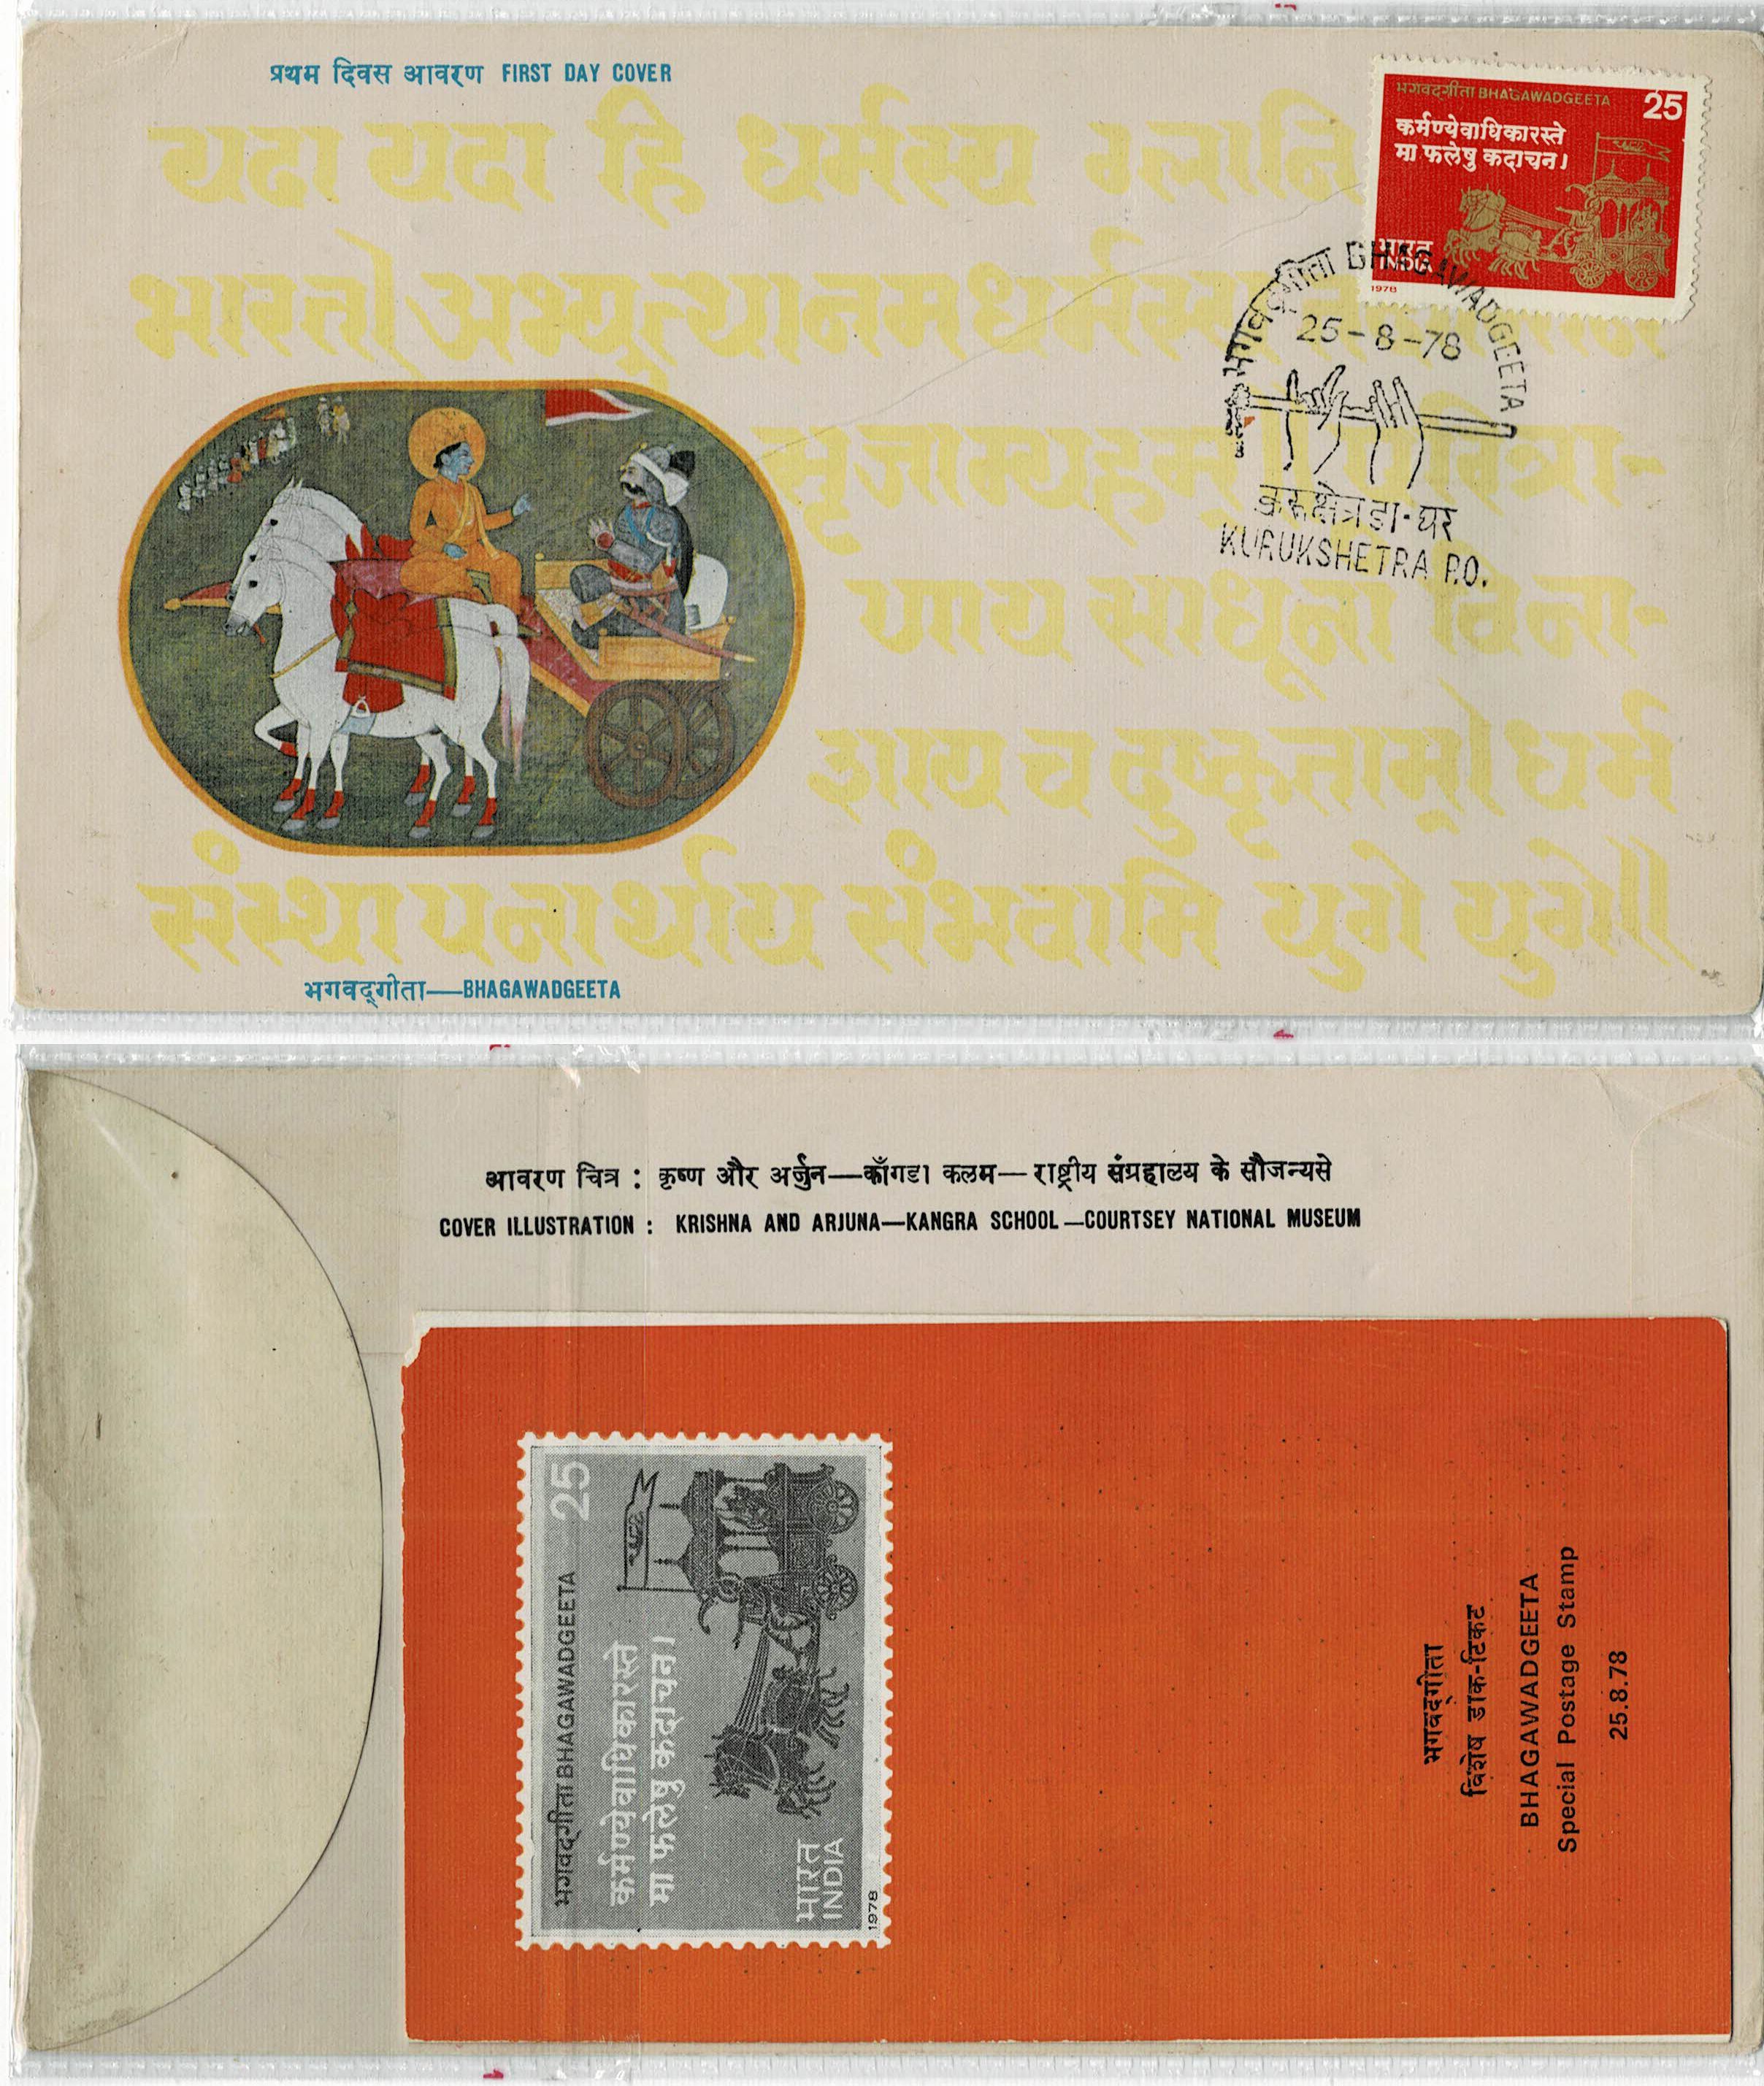 प्रथम दिवस आवरण FIRST DAY COVER
भगवद्गीता BHAGAWADGEETA 25
कर्मण्येवाधिकारस्ते
मा फलेषु कदाचन।
भारत
INDIA
1978
यदा यदा हि धर्मस्य ग्लानि
भारत। अभ्युत्थानमधर्मस्य
सृजाम्यहम्॥ परित्रा-
णाय साधूनां विना-
शाय च दुष्कृताम्। धर्म
संस्थापनार्थाय संभवामि युगे युगे॥
भगवद्गीता BHAGAWADGEETA
25-8-78
कुरुक्षेत्र डा-घर
KURUKSHETRA P.O.
भगवद्गीता—BHAGAWADGEETA
आवरण चित्र : कृष्ण और अर्जुन—काँगडा कलम—राष्ट्रीय संग्रहालय के सौजन्यसे
COVER ILLUSTRATION : KRISHNA AND ARJUNA—KANGRA SCHOOL—COURTSEY NATIONAL MUSEUM
भगवद्गीता BHAGAWADGEETA 25
कर्मण्येवाधिकारस्ते
मा फलेषु कदाचन।
भारत
INDIA
1978
भगवद्गीता
विशेष डाक-टिकट
BHAGAWADGEETA
Special Postage Stamp
25.8.78